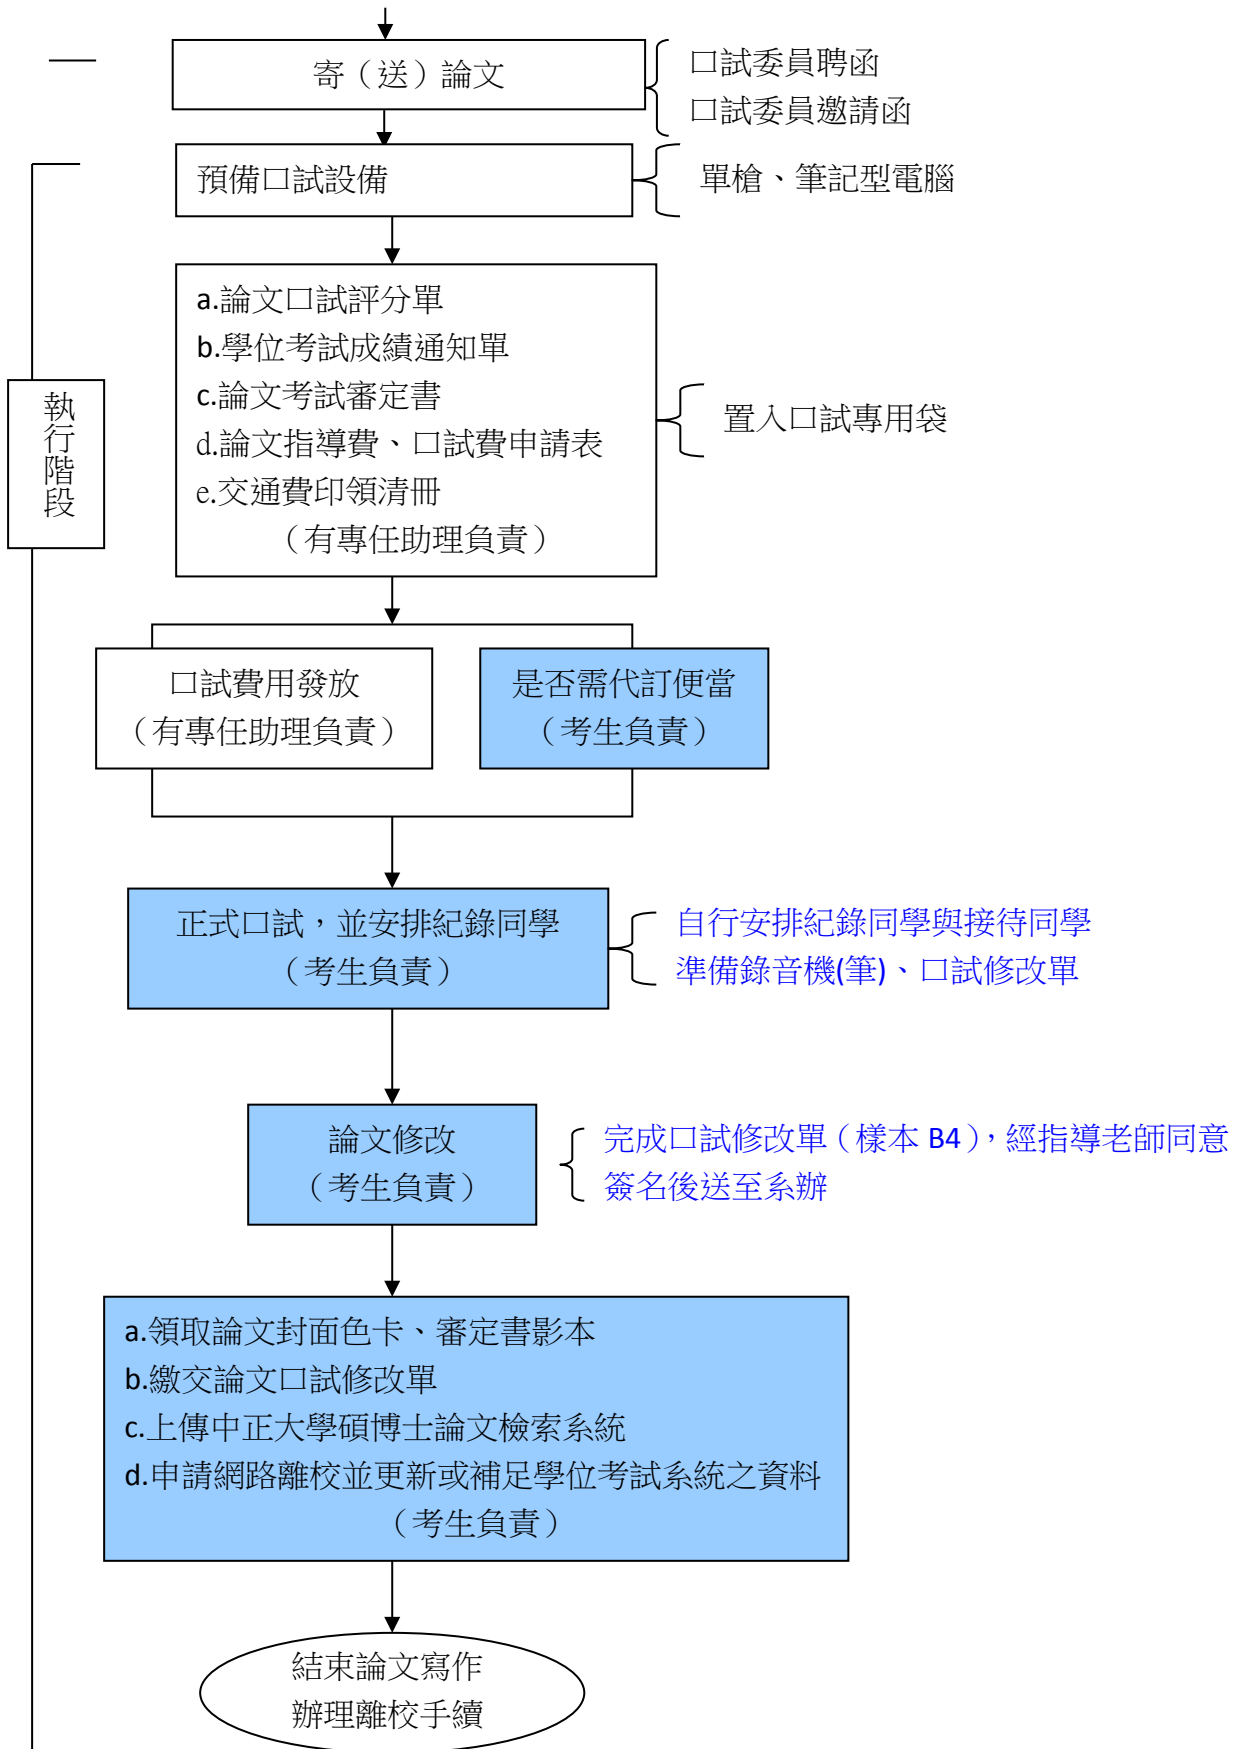 寄（送）論文
口試委員聘函
口試委員邀請函
預備口試設備
單槍、筆記型電腦
a.論文口試評分單
b.學位考試成績通知單
c.論文考試審定書
d.論文指導費、口試費申請表
e.交通費印領清冊
（有專任助理負責）
置入口試專用袋
執行階段
口試費用發放
（有專任助理負責）
是否需代訂便當
（考生負責）
正式口試，並安排紀錄同學
（考生負責）
自行安排紀錄同學與接待同學
準備錄音機(筆)、口試修改單
論文修改
（考生負責）
完成口試修改單（樣本 B4），經指導老師同意
簽名後送至系辦
a.領取論文封面色卡、審定書影本
b.繳交論文口試修改單
c.上傳中正大學碩博士論文檢索系統
d.申請網路離校並更新或補足學位考試系統之資料
（考生負責）
結束論文寫作
辦理離校手續